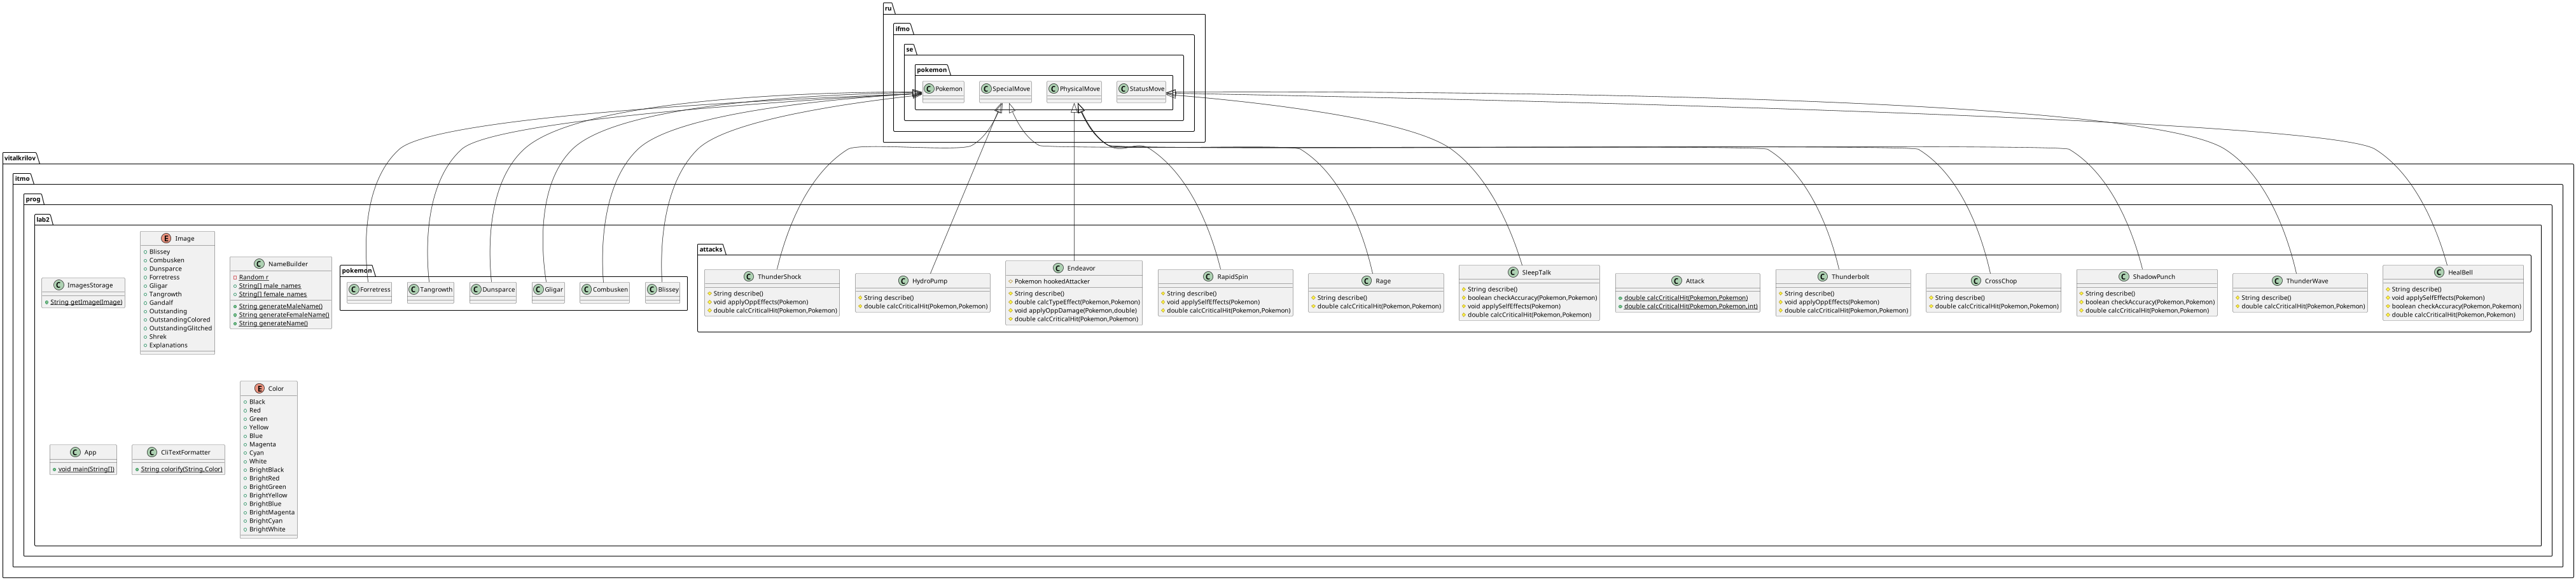 ru
ifmo
se
pokemon
C Pokemon
C SpecialMove
C PhysicalMove
C StatusMove
vitalkrilov
itmo
prog
lab2
C ImagesStorage
String getImage(Image)
E Image
Blissey
Combusken
Dunsparce
Forretress
Gligar
Tangrowth
Gandalf
Outstanding
OutstandingColored
OutstandingGlitched
Shrek
Explanations
C NameBuilder
Random r
String[] male_names
String[] female_names
String generateMaleName()
String generateFemaleName()
String generateName()
pokemon
C Forretress
C Tangrowth
C Dunsparce
C Gligar
C Combusken
C Blissey
attacks
C ThunderShock
String describe()
void applyOppEffects(Pokemon)
double calcCriticalHit(Pokemon,Pokemon)
C HydroPump
String describe()
double calcCriticalHit(Pokemon,Pokemon)
C Endeavor
Pokemon hookedAttacker
String describe()
double calcTypeEffect(Pokemon,Pokemon)
void applyOppDamage(Pokemon,double)
double calcCriticalHit(Pokemon,Pokemon)
C RapidSpin
String describe()
void applySelfEffects(Pokemon)
double calcCriticalHit(Pokemon,Pokemon)
C Rage
String describe()
double calcCriticalHit(Pokemon,Pokemon)
C SleepTalk
String describe()
boolean checkAccuracy(Pokemon,Pokemon)
void applySelfEffects(Pokemon)
double calcCriticalHit(Pokemon,Pokemon)
C Attack
double calcCriticalHit(Pokemon,Pokemon)
double calcCriticalHit(Pokemon,Pokemon,int)
C Thunderbolt
String describe()
void applyOppEffects(Pokemon)
double calcCriticalHit(Pokemon,Pokemon)
C CrossChop
String describe()
double calcCriticalHit(Pokemon,Pokemon)
C ShadowPunch
String describe()
boolean checkAccuracy(Pokemon,Pokemon)
double calcCriticalHit(Pokemon,Pokemon)
C ThunderWave
String describe()
double calcCriticalHit(Pokemon,Pokemon)
C HealBell
String describe()
void applySelfEffects(Pokemon)
boolean checkAccuracy(Pokemon,Pokemon)
double calcCriticalHit(Pokemon,Pokemon)
C App
void main(String[])
C CliTextFormatter
String colorify(String,Color)
E Color
Black
Red
Green
Yellow
Blue
Magenta
Cyan
White
BrightBlack
BrightRed
BrightGreen
BrightYellow
BrightBlue
BrightMagenta
BrightCyan
BrightWhite